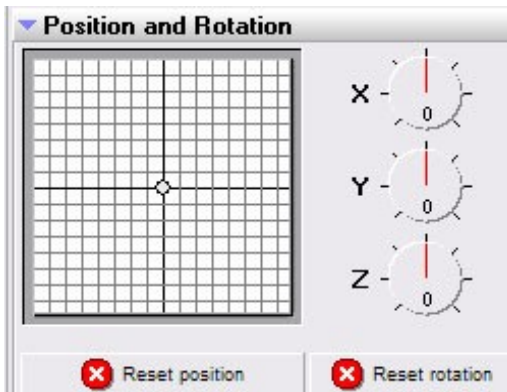 Position and Rotation
X
0
Y
0
Z
0
Reset position
Reset rotation